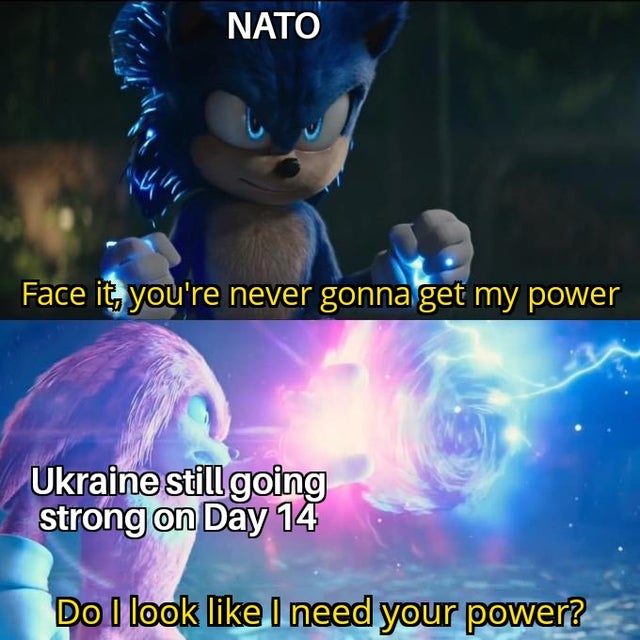 NATO
Face it, you're never gonna get my power
Ukraine still going
strong on Day 14
Do I look like I need your power?